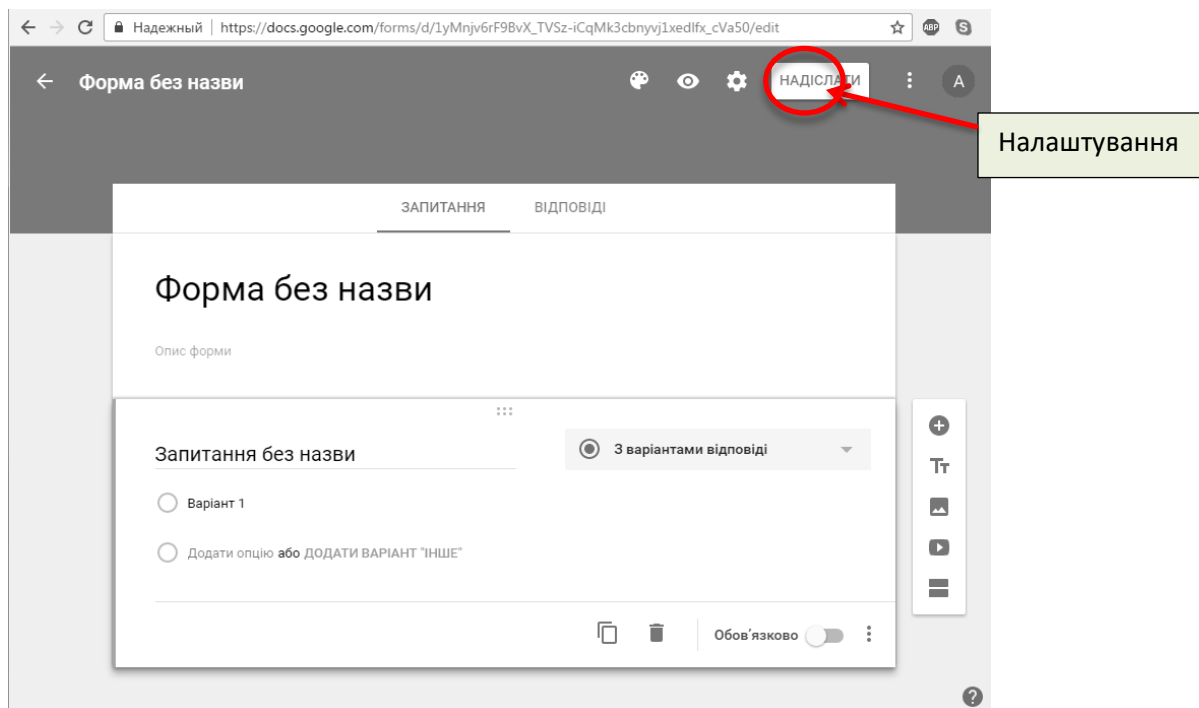 Надежный https://docs.google.com/forms/d/1yMnjv6rF9BvX_TVSz-iCqMk3cbnyvj1xedlfx_cVa50/edit ABP S
Форма без назви НАДІСЛАТИ A
Налаштування
ЗАПИТАННЯ ВІДПОВІДІ
Форма без назви
Опис форми
Запитання без назви З варіантами відповіді
Варіант 1
Додати опцію або ДОДАТИ ВАРІАНТ "ІНШЕ"
Обов'язково